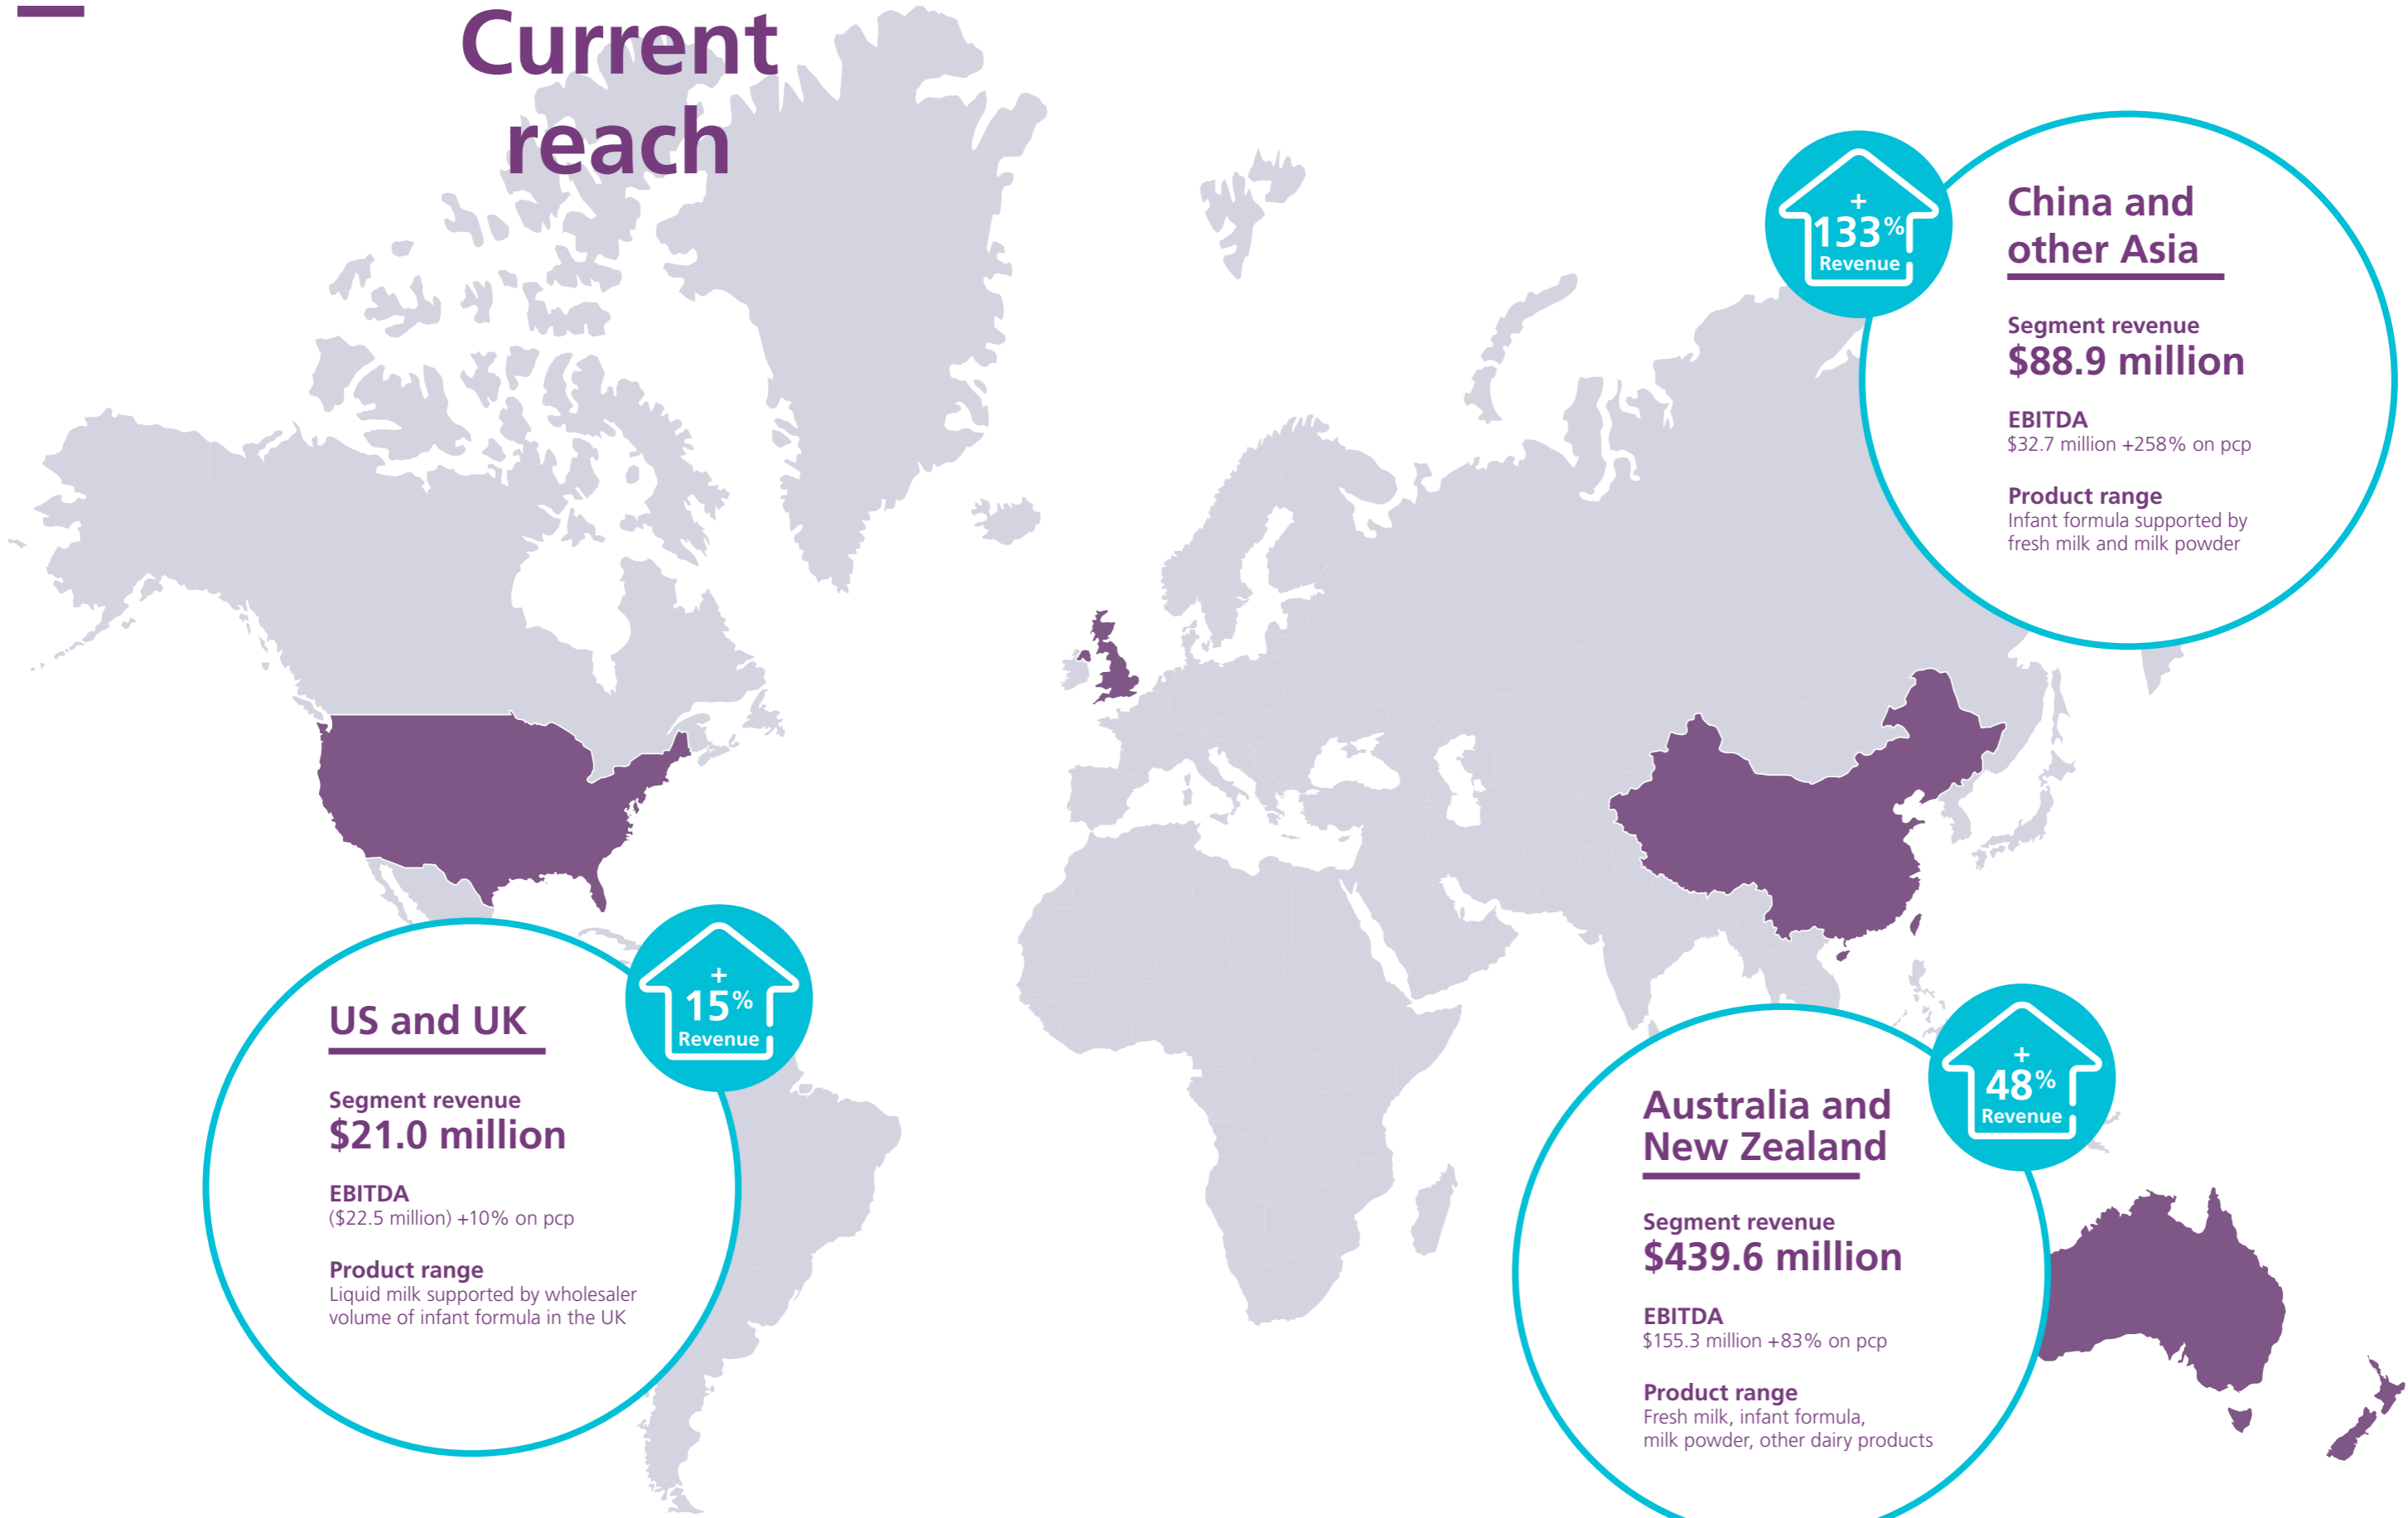 Current
reach
+
133%
Revenue
China and
other Asia
Segment revenue
$88.9 million
EBITDA
$32.7 million +258% on pcp
Product range
Infant formula supported by
fresh milk and milk powder
+
15%
Revenue
US and UK
Segment revenue
$21.0 million
EBITDA
($22.5 million) +10% on pcp
Product range
Liquid milk supported by wholesaler
volume of infant formula in the UK
+
48%
Revenue
Australia and
New Zealand
Segment revenue
$439.6 million
EBITDA
$155.3 million +83% on pcp
Product range
Fresh milk, infant formula,
milk powder, other dairy products